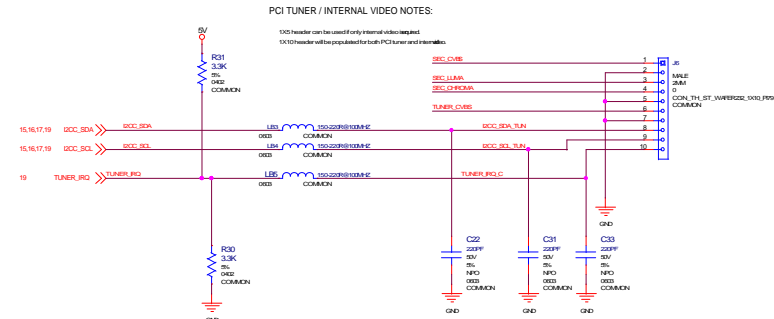 PCI TUNER / INTERNAL VIDEO NOTES:
1X5 header can be used if only internal video required.
1X10 header will be populated for both PCI tuner and internal
5V
R31
3.3K
5%
0402
COMMON
SEC_CVBS
SEC_LUMA
SEC_CHROMA
TUNER_CVBS
1
2
3
4
5
6
7
8
9
10
J6
MALE
2MM
0
COMMON
15,16,17,19 I2CC_SDA I2CC_SDA LB3 150-220R@100MHZ I2CC_SDA_TUN
0603 COMMON
15,16,17,19 I2CC_SCL I2CC_SCL LB4 150-220R@100MHZ I2CC_SCL_TUN
0603 COMMON
19 TUNER_IRQ TUNER_IRQ LB5 150-220R@100MHZ TUNER_IRQ_C
0603 COMMON
GND
R30
3.3K
5%
0402
COMMON
GND
C22
220PF
50V
5%
NPO
0603
COMMON
GND
C31
220PF
50V
5%
NPO
0603
COMMON
GND
C33
220PF
50V
5%
NPO
0603
COMMON
GND